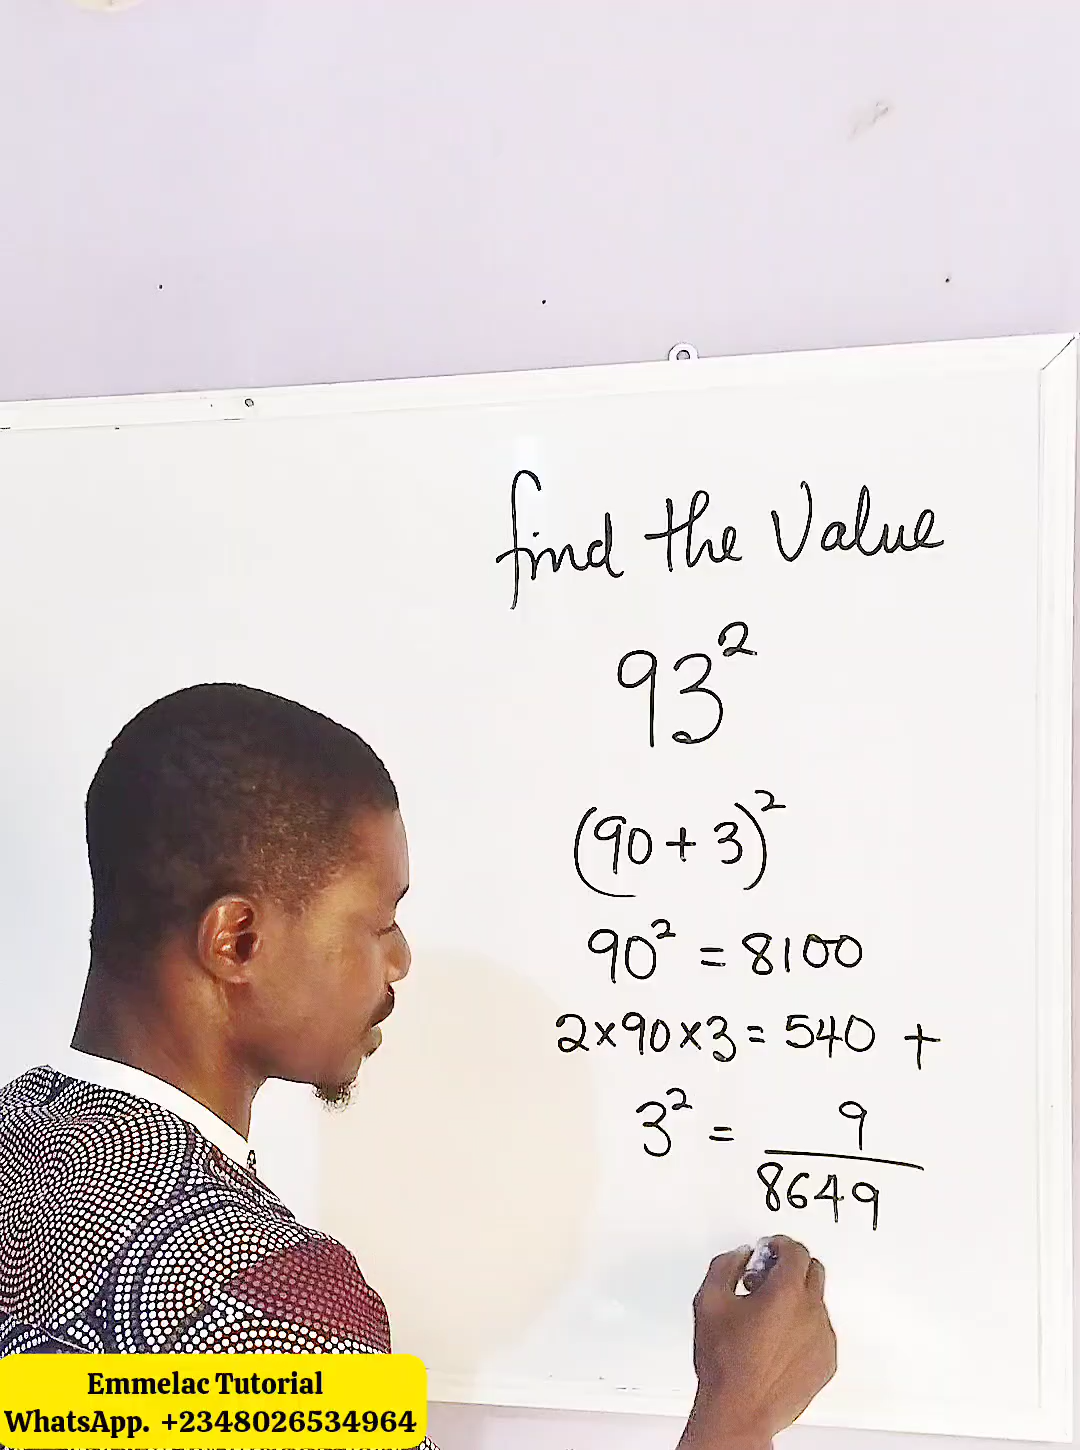 find the Value
93²
(90 + 3)²
90² = 8100
2×90×3 = 540 +
3² = 9
8649
Emmelac Tutorial
WhatsApp. +2348026534964